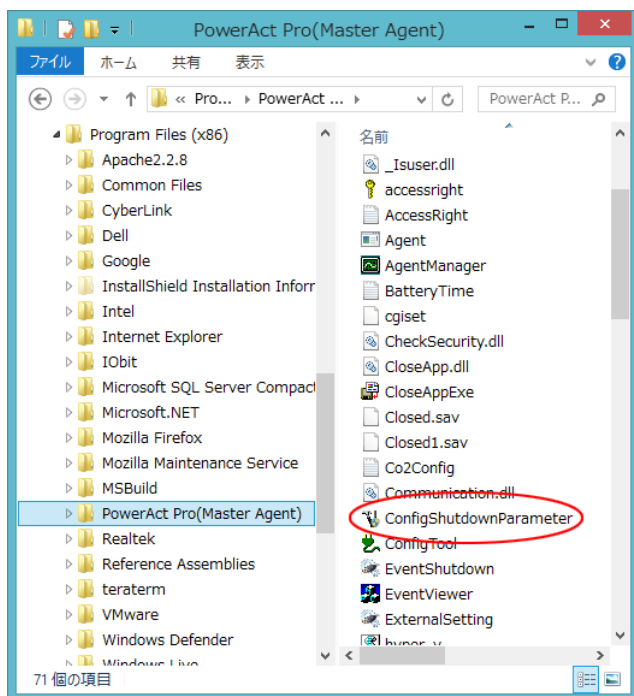 PowerAct Pro(Master Agent)
ファイル ホーム 共有 表示
« Pro... PowerAct ... PowerAct P...
Program Files (x86)
Apache2.2.8
Common Files
CyberLink
Dell
Google
InstallShield Installation Inforr
Intel
Internet Explorer
IObit
Microsoft SQL Server Compact
Microsoft.NET
Mozilla Firefox
Mozilla Maintenance Service
MSBuild
PowerAct Pro(Master Agent)
Realtek
Reference Assemblies
teraterm
VMware
Windows Defender
Windows Live
名前
_Isuser.dll
accessright
AccessRight
Agent
AgentManager
BatteryTime
cgiset
CheckSecurity.dll
CloseApp.dll
CloseAppExe
Closed.sav
Closed1.sav
Co2Config
Communication.dll
ConfigShutdownParameter
ConfigTool
EventShutdown
EventViewer
ExternalSetting
hyper_v
71 個の項目